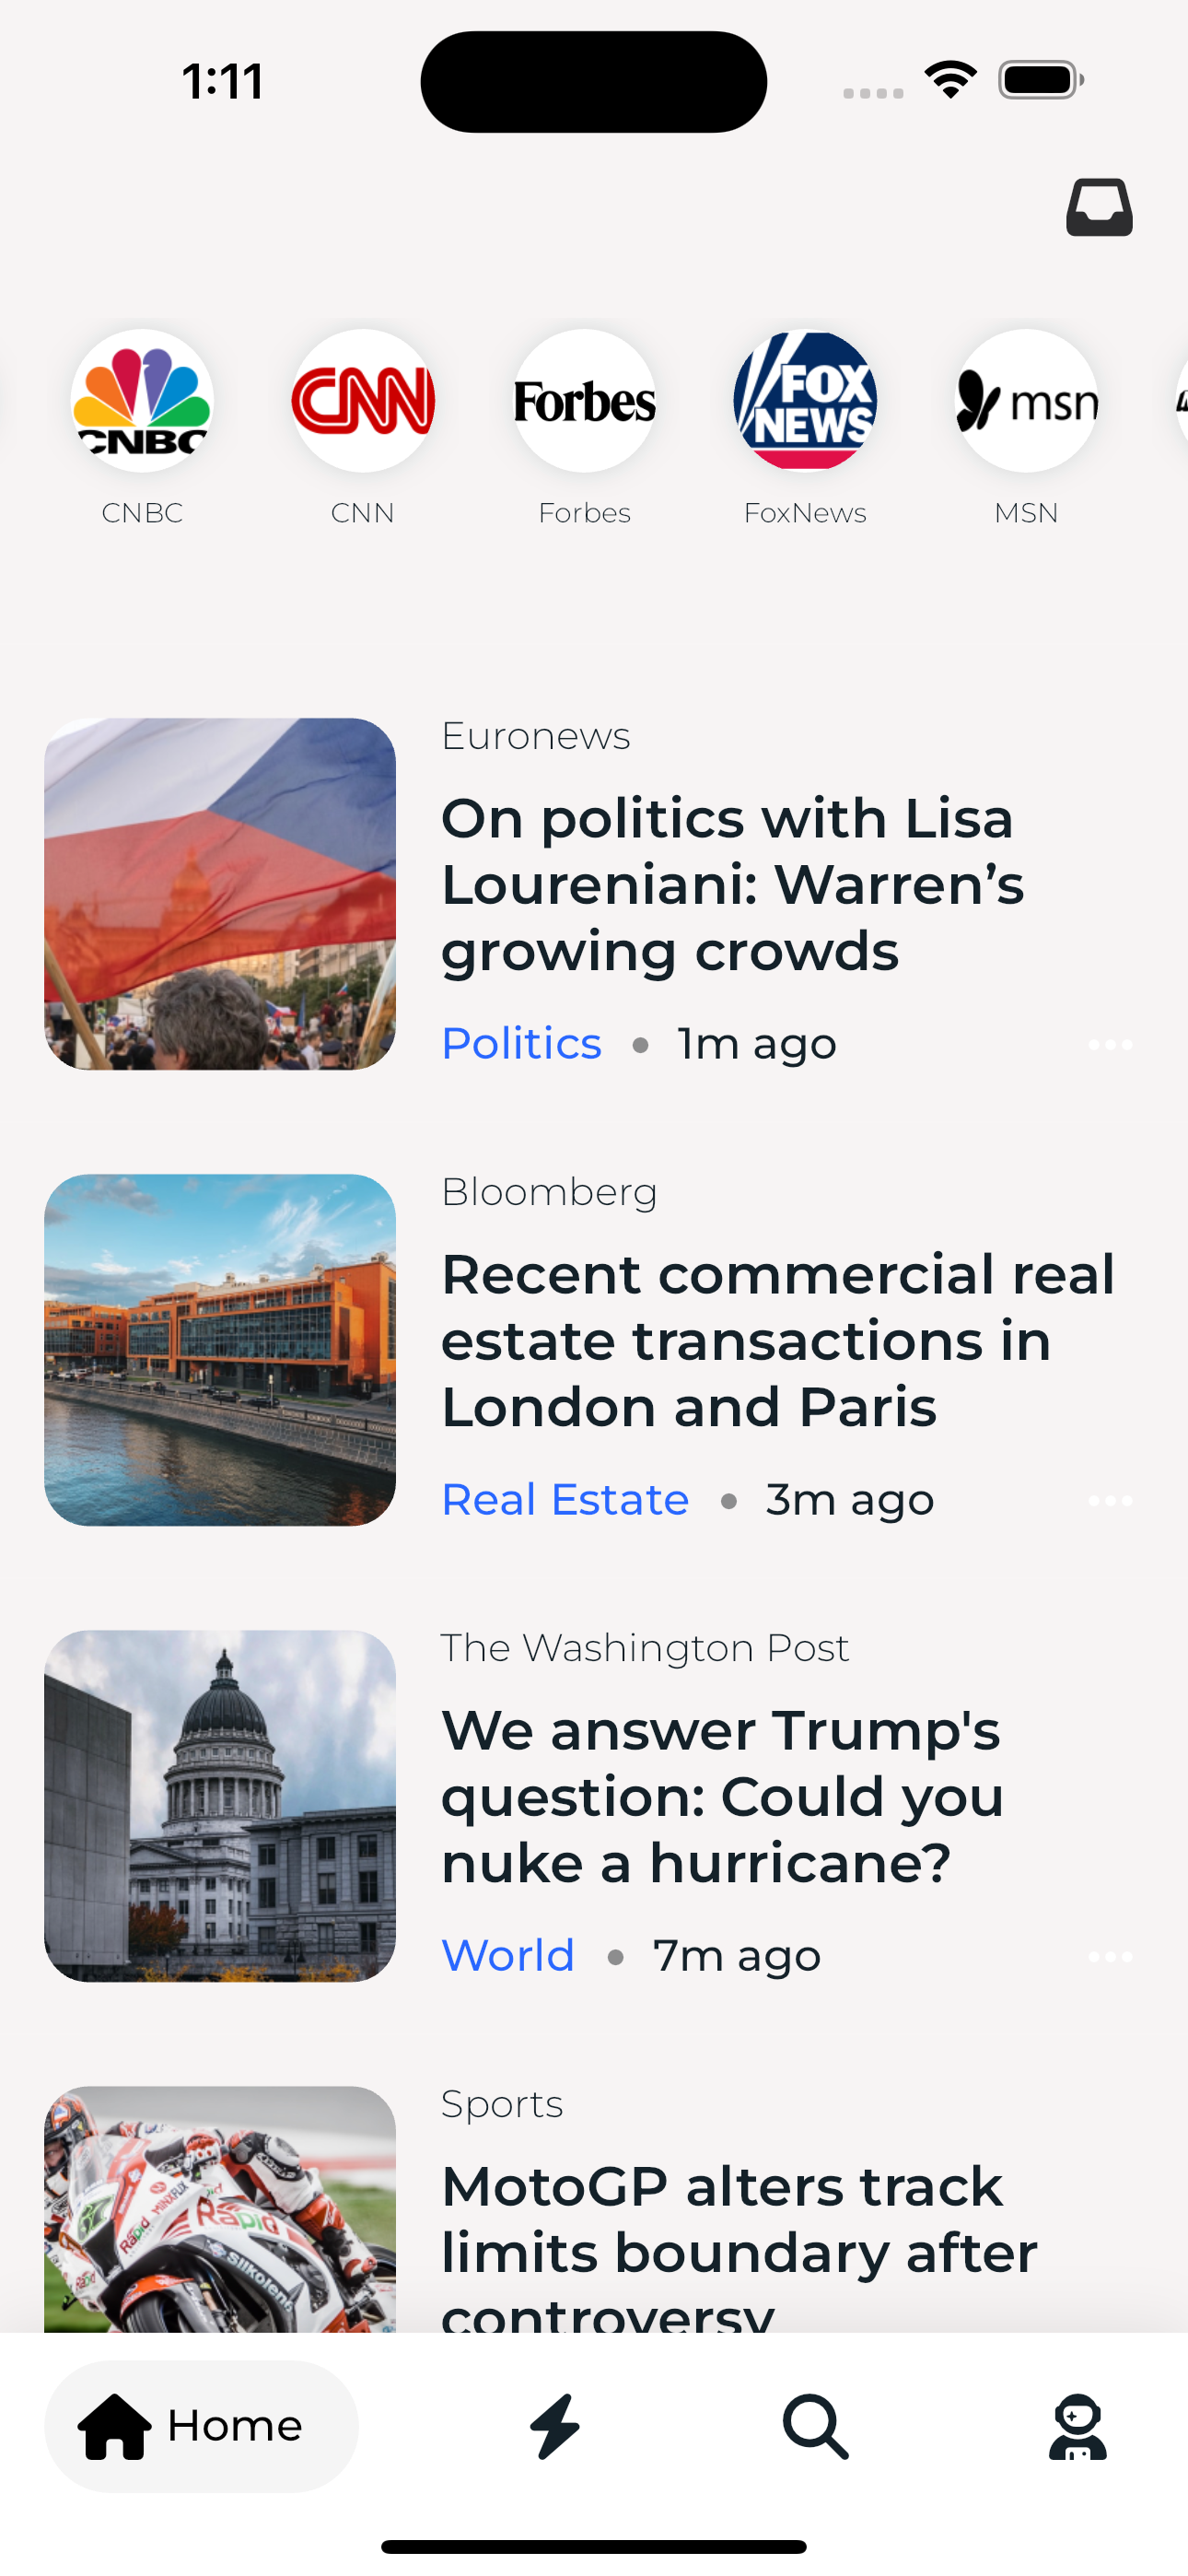 1:11
CNBC
CNN
Forbes
FOX
NEWS
msn
CNBC
CNN
Forbes
FoxNews
MSN
Euronews
On politics with Lisa
Loureniani: Warren’s
growing crowds
Politics • 1m ago
Bloomberg
Recent commercial real
estate transactions in
London and Paris
Real Estate • 3m ago
The Washington Post
We answer Trump's
question: Could you
nuke a hurricane?
World • 7m ago
Sports
MotoGP alters track
limits boundary after
controversy
Rapid
Silkolene
Home